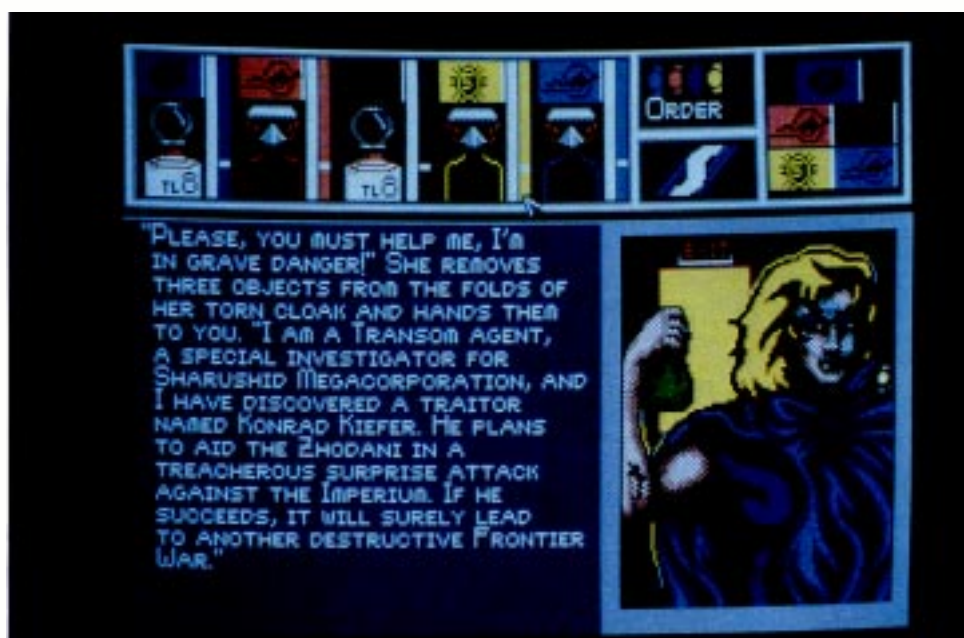 TL8
TL8
ORDER
EXIT
"PLEASE, YOU MUST HELP ME, I'M
IN GRAVE DANGER!" SHE REMOVES
THREE OBJECTS FROM THE FOLDS OF
HER TORN CLOAK AND HANDS THEM
TO YOU. "I AM A TRANSOM AGENT,
A SPECIAL INVESTIGATOR FOR
SHARUSHID MEGACORPORATION, AND
I HAVE DISCOVERED A TRAITOR
NAMED KONRAD KIEFER. HE PLANS
TO AID THE ZHODANI IN A
TREACHEROUS SURPRISE ATTACK
AGAINST THE IMPERIUM. IF HE
SUCCEEDS, IT WILL SURELY LEAD
TO ANOTHER DESTRUCTIVE FRONTIER
WAR."